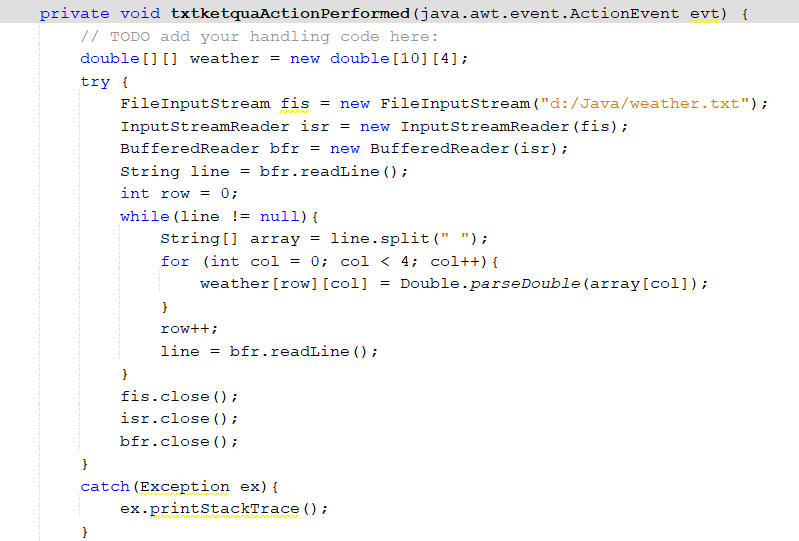 private void txtketquaActionPerformed(java.awt.event.ActionEvent evt) {
    // TODO add your handling code here:
    double[][] weather = new double[10][4];
    try {
        FileInputStream fis = new FileInputStream("d:/Java/weather.txt");
        InputStreamReader isr = new InputStreamReader(fis);
        BufferedReader bfr = new BufferedReader(isr);
        String line = bfr.readLine();
        int row = 0;
        while(line != null){
            String[] array = line.split(" ");
            for (int col = 0; col < 4; col++){
                weather[row][col] = Double.parseDouble(array[col]);
            }
            row++;
            line = bfr.readLine();
        }
        fis.close();
        isr.close();
        bfr.close();
    }
    catch(Exception ex){
        ex.printStackTrace();
    }